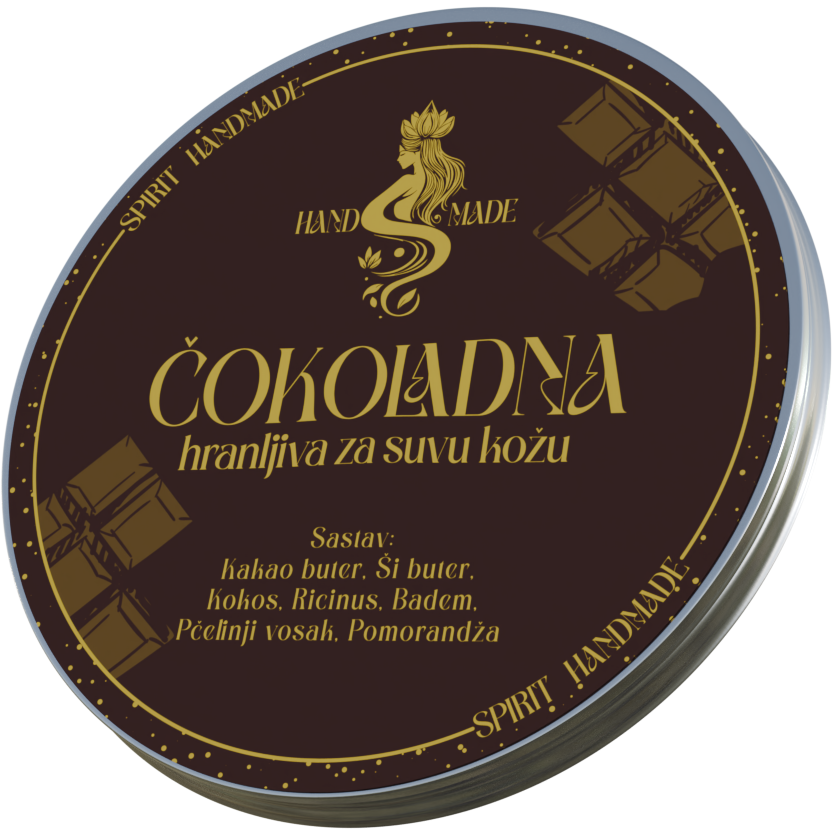 SPIRIT HANDMADE
HAND MADE
ČOKOLADNA
hranljiva za suvu kožu
Sastav:
Kakao buter, Ši buter,
Kokos, Ricinus, Badem,
Pčelinji vosak, Pomorandža
SPIRIT HANDMADE